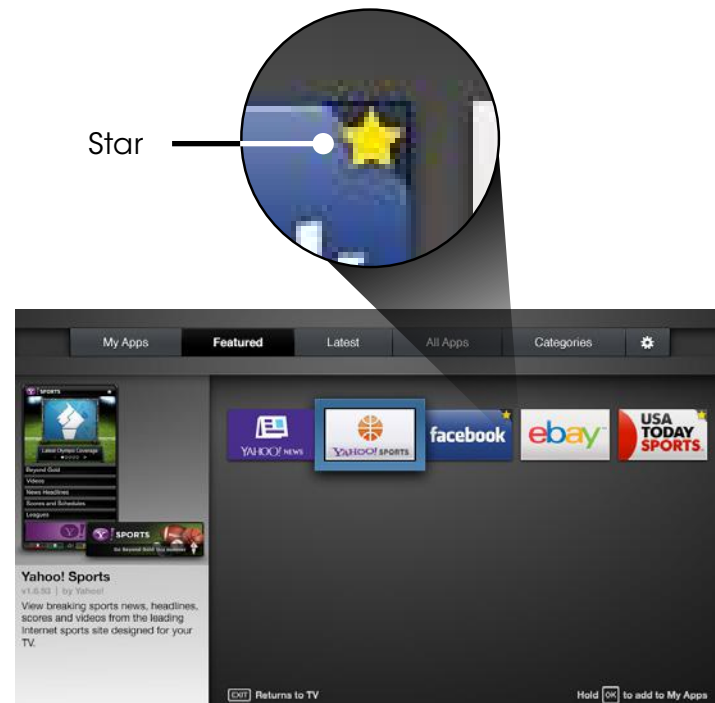 Star
My Apps
Featured
Latest
All Apps
Categories
SPORTS
Latest Olympic Coverage
Beyond Gold
Videos
News Headlines
Scores and Schedules
Leagues
Y!
SPORTS
YAHOO! NEWS
YAHOO! SPORTS
facebook
ebay
USA
TODAY
SPORTS
Yahoo! Sports
v1.6.93 | by Yahoo!
View breaking sports news, headlines,
scores and videos from the leading
Internet sports site designed for your
TV.
EXIT Returns to TV
Hold OK to add to My Apps